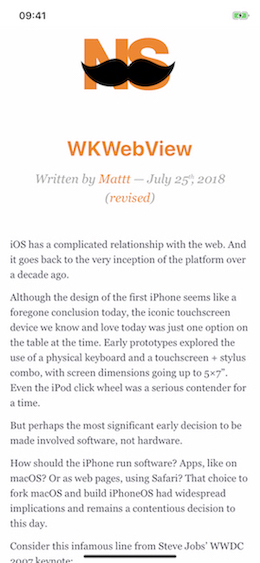 09:41
NS
WKWebView
Written by Mattt — July 25th, 2018
(revised)
iOS has a complicated relationship with the web. And
it goes back to the very inception of the platform over
a decade ago.
Although the design of the first iPhone seems like a
foregone conclusion today, the iconic touchscreen
device we know and love today was just one option on
the table at the time. Early prototypes explored the
use of a physical keyboard and a touchscreen + stylus
combo, with screen dimensions going up to 5×7”.
Even the iPod click wheel was a serious contender for
a time.
But perhaps the most significant early decision to be
made involved software, not hardware.
How should the iPhone run software? Apps, like on
macOS? Or as web pages, using Safari? That choice to
fork macOS and build iPhoneOS had widespread
implications and remains a contentious decision to
this day.
Consider this infamous line from Steve Jobs’ WWDC
2007 keynote: